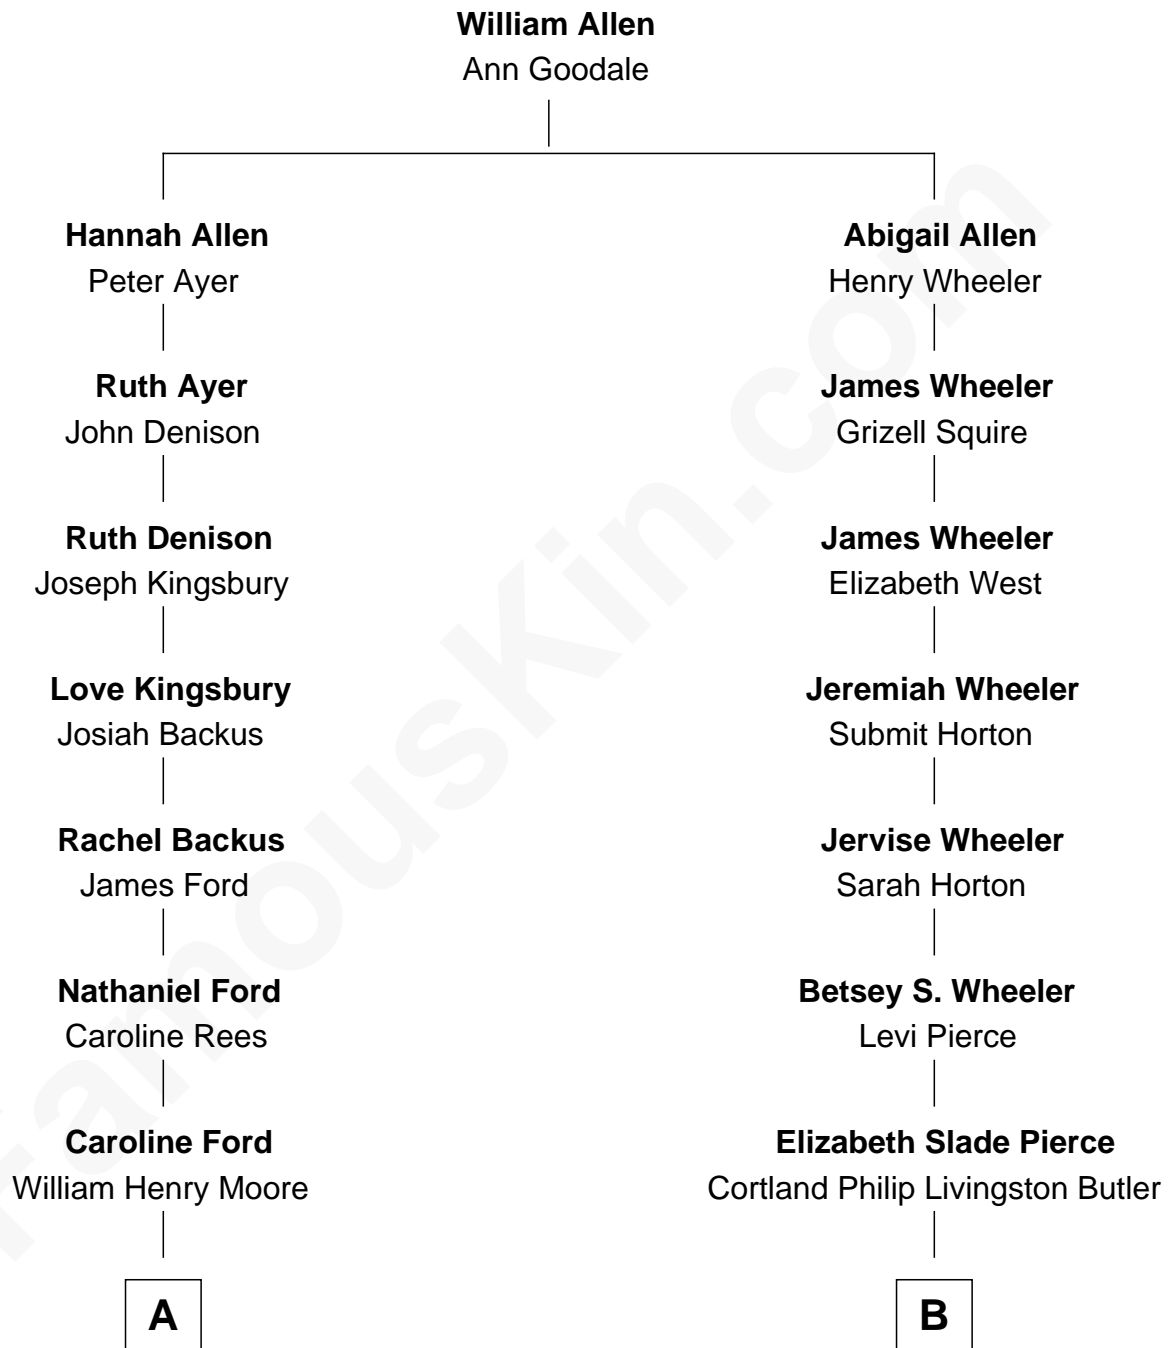 William Allen
Ann Goodale
Hannah Allen
Peter Ayer
Ruth Ayer
John Denison
Ruth Denison
Joseph Kingsbury
Love Kingsbury
Josiah Backus
Rachel Backus
James Ford
Nathaniel Ford
Caroline Rees
Caroline Ford
William Henry Moore
A
Abigail Allen
Henry Wheeler
James Wheeler
Grizell Squire
James Wheeler
Elizabeth West
Jeremiah Wheeler
Submit Horton
Jervise Wheeler
Sarah Horton
Betsey S. Wheeler
Levi Pierce
Elizabeth Slade Pierce
Cortland Philip Livingston Butler
B
FamousKin.com